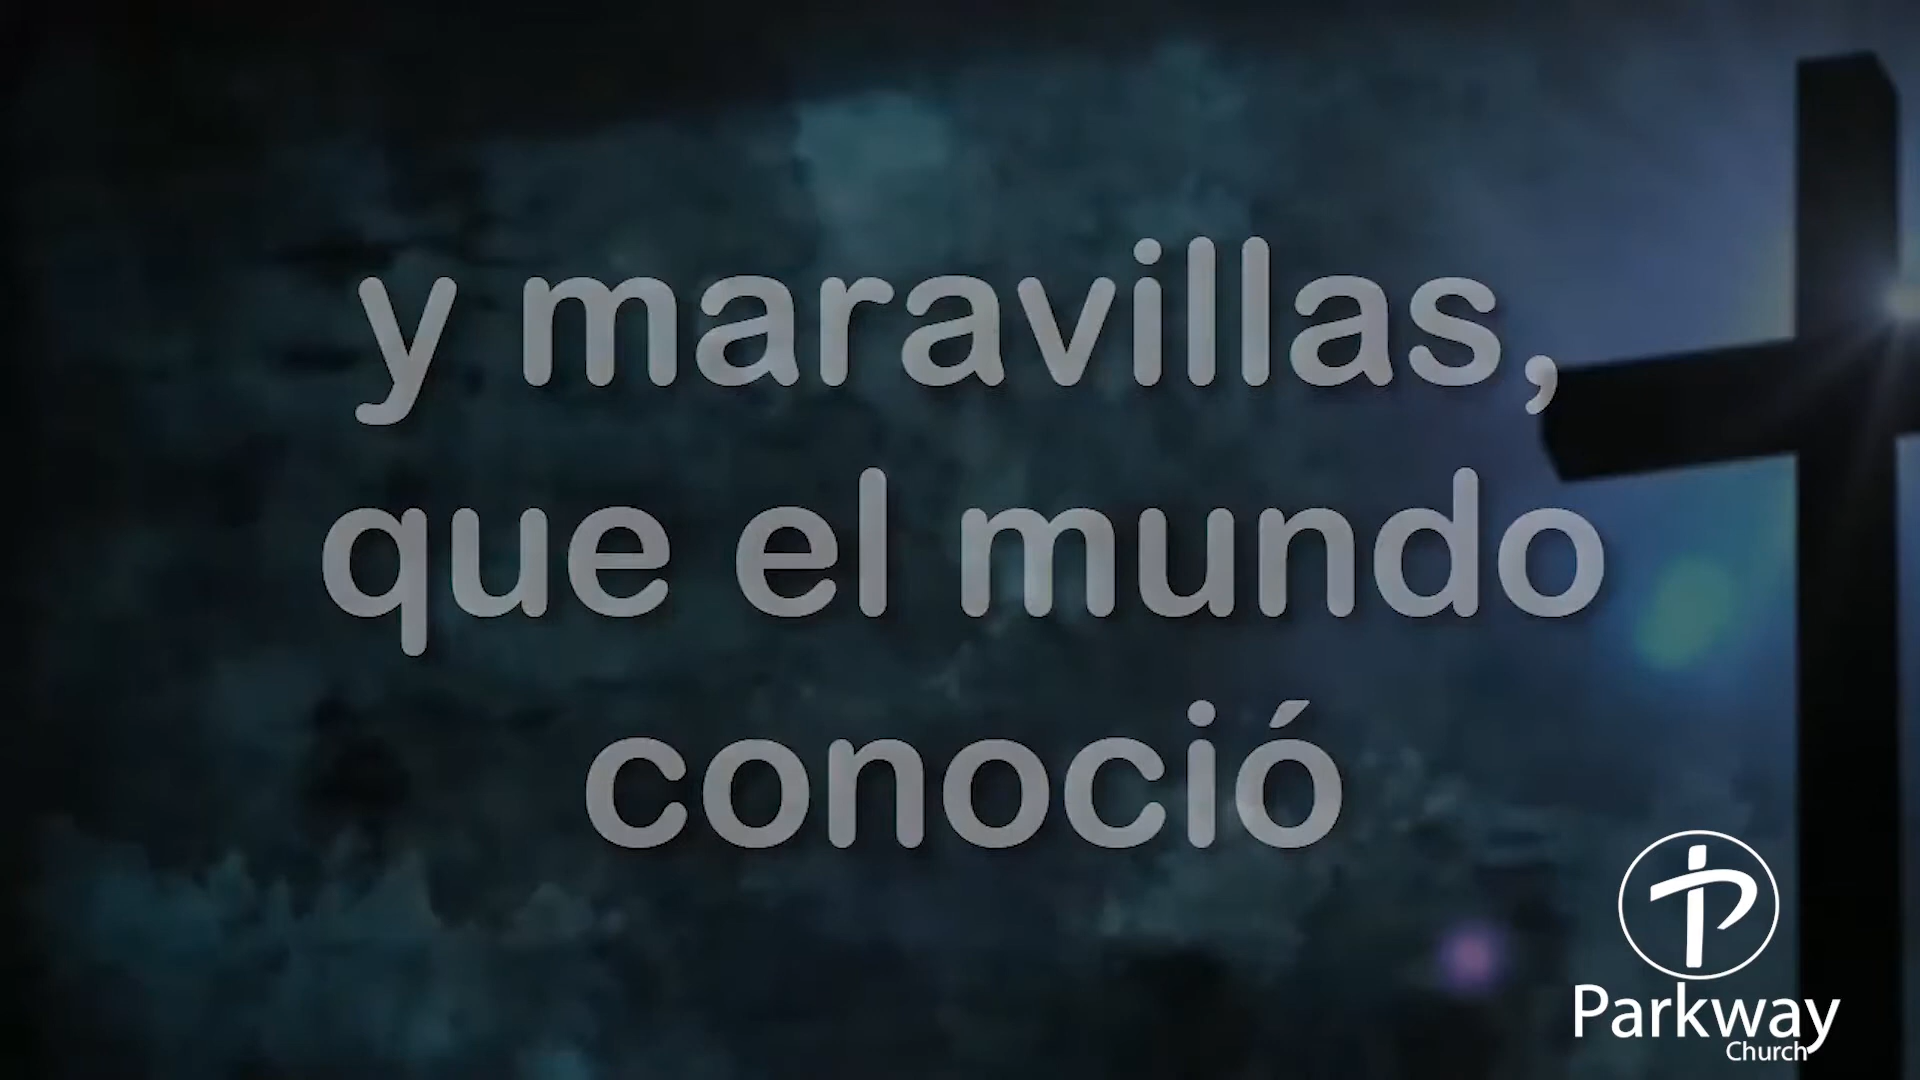 y maravillas,
que el mundo
conoció
Parkway
Church